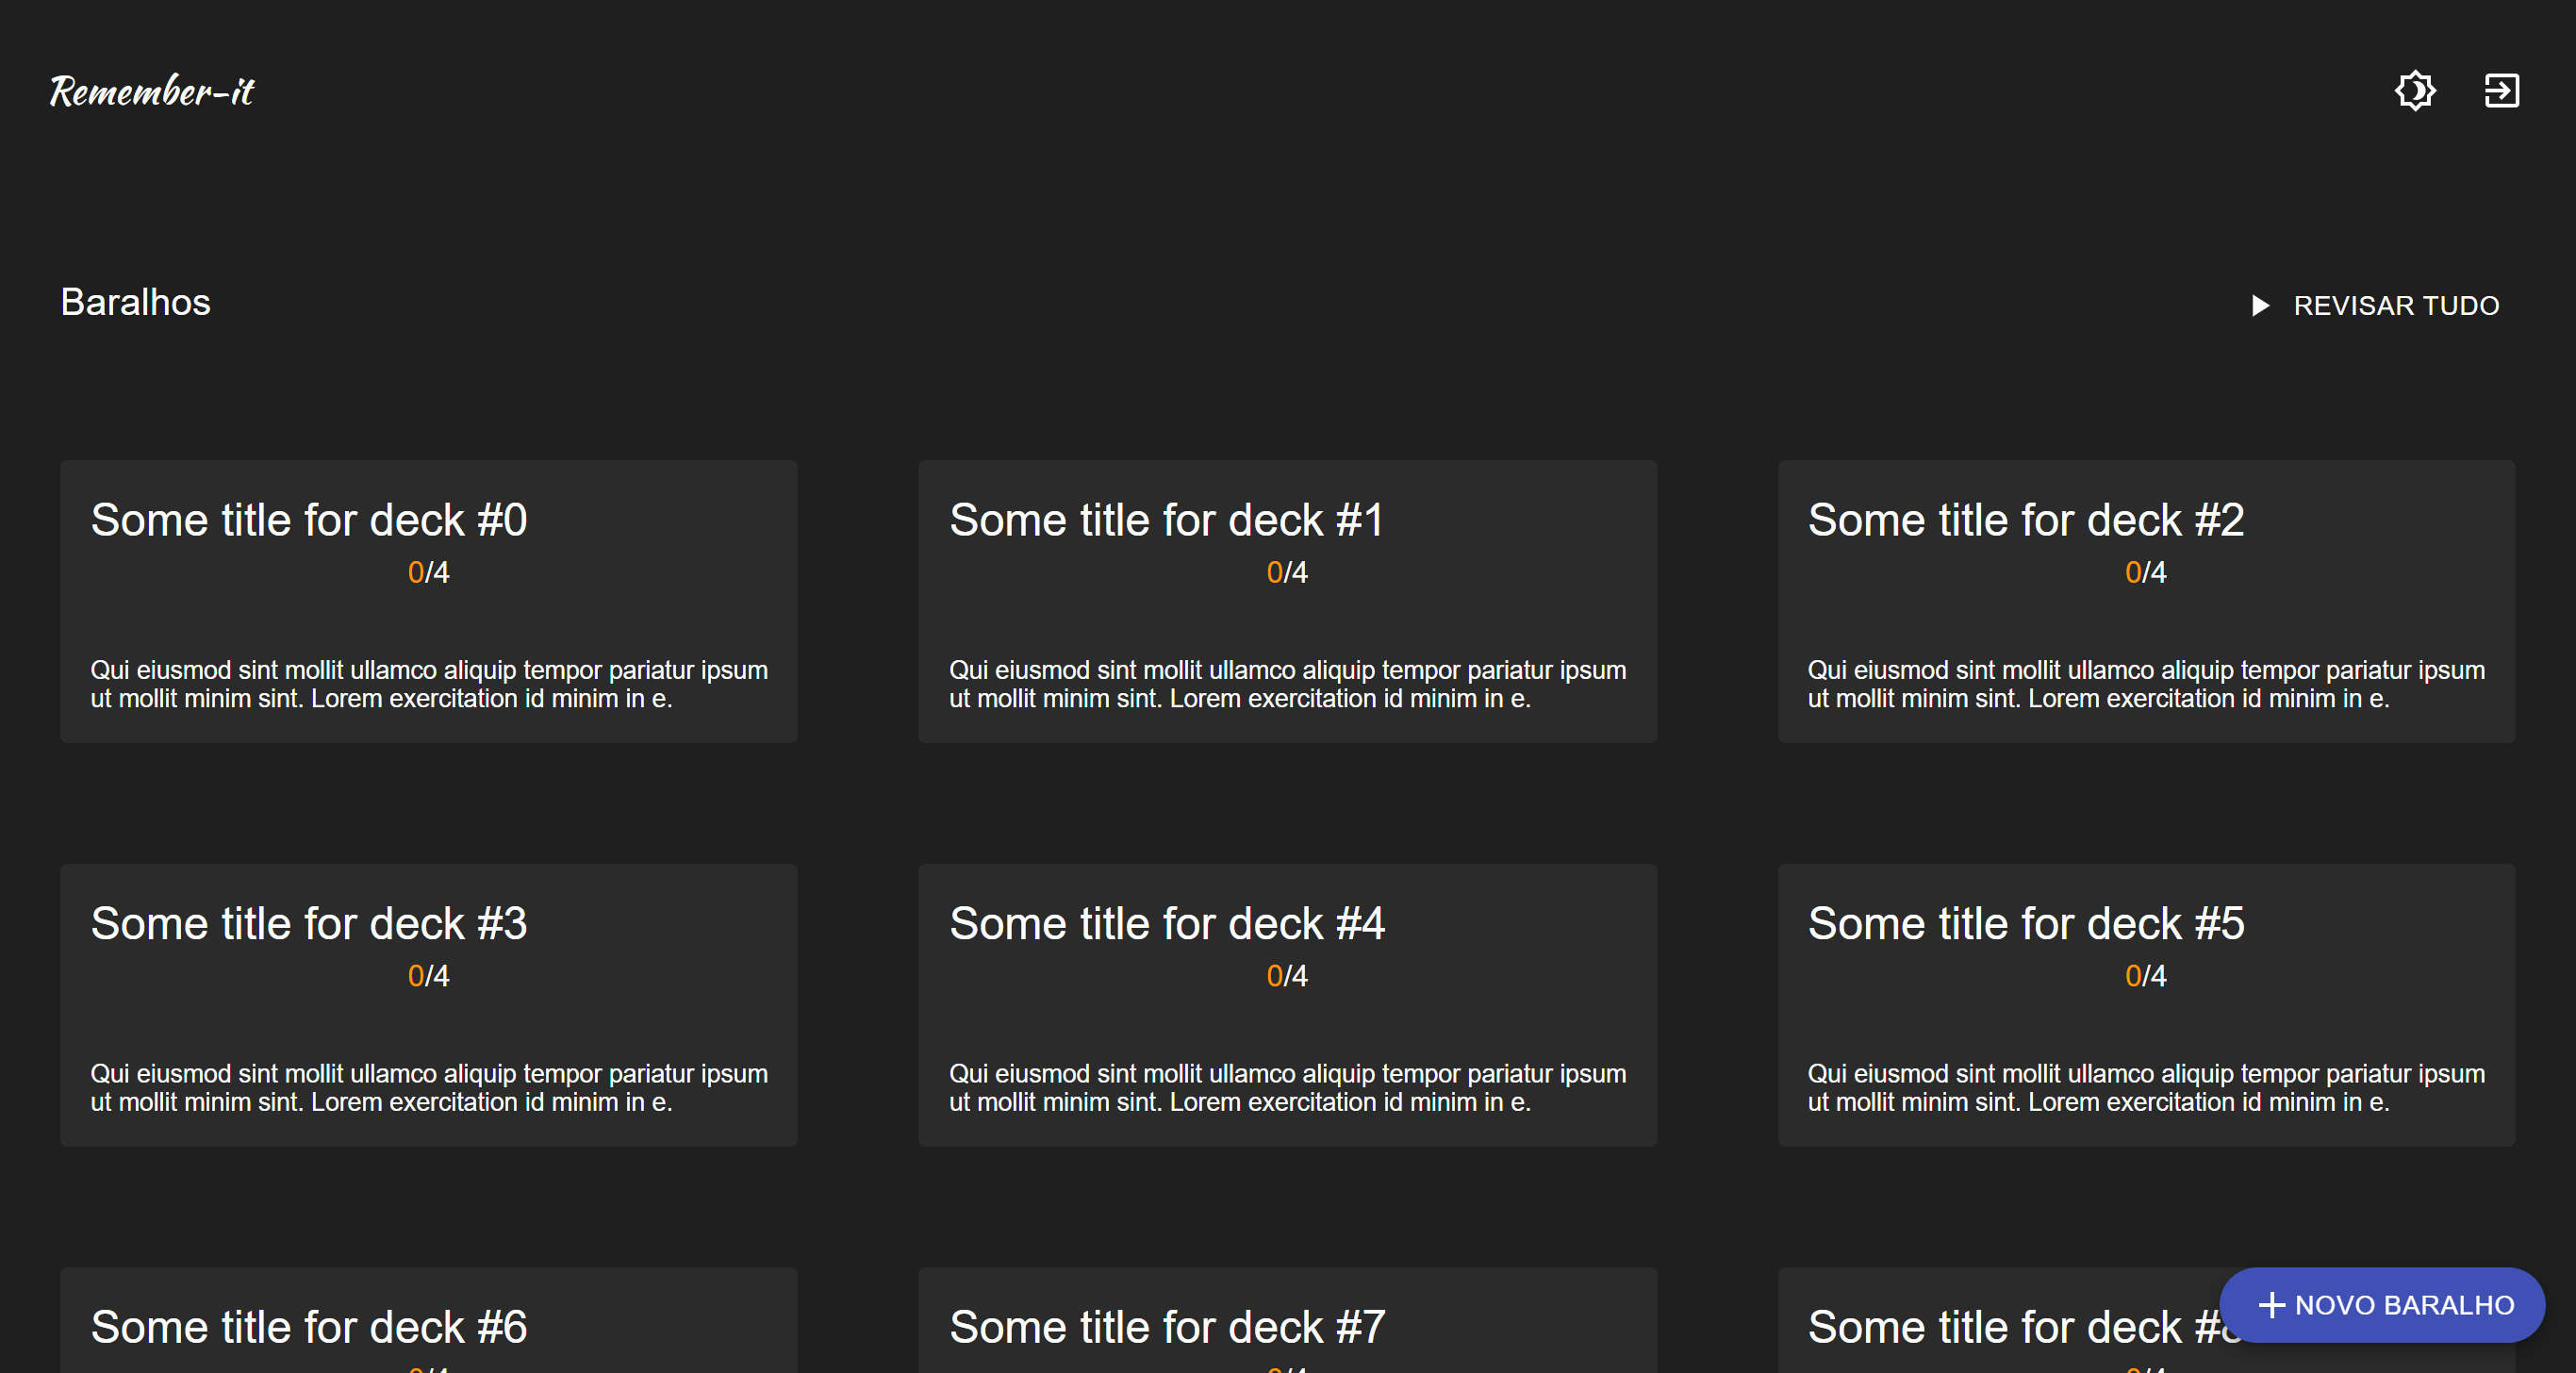 Remember-it
Baralhos
REVISAR TUDO
Some title for deck #0
0/4
Qui eiusmod sint mollit ullamco aliquip tempor pariatur ipsum
ut mollit minim sint. Lorem exercitation id minim in e.
Some title for deck #1
0/4
Qui eiusmod sint mollit ullamco aliquip tempor pariatur ipsum
ut mollit minim sint. Lorem exercitation id minim in e.
Some title for deck #2
0/4
Qui eiusmod sint mollit ullamco aliquip tempor pariatur ipsum
ut mollit minim sint. Lorem exercitation id minim in e.
Some title for deck #3
0/4
Qui eiusmod sint mollit ullamco aliquip tempor pariatur ipsum
ut mollit minim sint. Lorem exercitation id minim in e.
Some title for deck #4
0/4
Qui eiusmod sint mollit ullamco aliquip tempor pariatur ipsum
ut mollit minim sint. Lorem exercitation id minim in e.
Some title for deck #5
0/4
Qui eiusmod sint mollit ullamco aliquip tempor pariatur ipsum
ut mollit minim sint. Lorem exercitation id minim in e.
Some title for deck #6
Some title for deck #7
Some title for deck
NOVO BARALHO